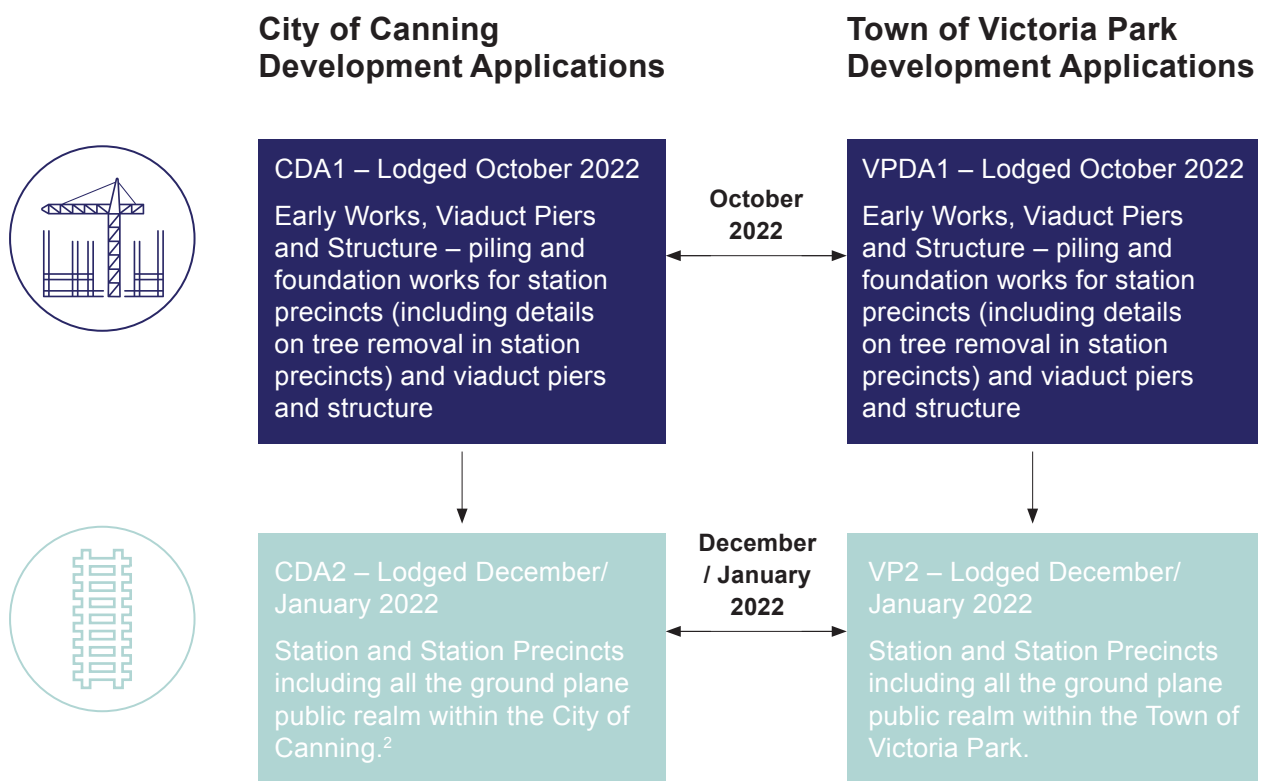 City of Canning
Development Applications
Town of Victoria Park
Development Applications
CDA1 – Lodged October 2022
Early Works, Viaduct Piers
and Structure – piling and
foundation works for station
precincts (including details
on tree removal in station
precincts) and viaduct piers
and structure
October
2022
VPDA1 – Lodged October 2022
Early Works, Viaduct Piers
and Structure – piling and
foundation works for station
precincts (including details
on tree removal in station
precincts) and viaduct piers
and structure
CDA2 – Lodged December/
January 2022
Station and Station Precincts
including all the ground plane
public realm within the City of
Canning.²
December
/ January
2022
VP2 – Lodged December/
January 2022
Station and Station Precincts
including all the ground plane
public realm within the Town of
Victoria Park.